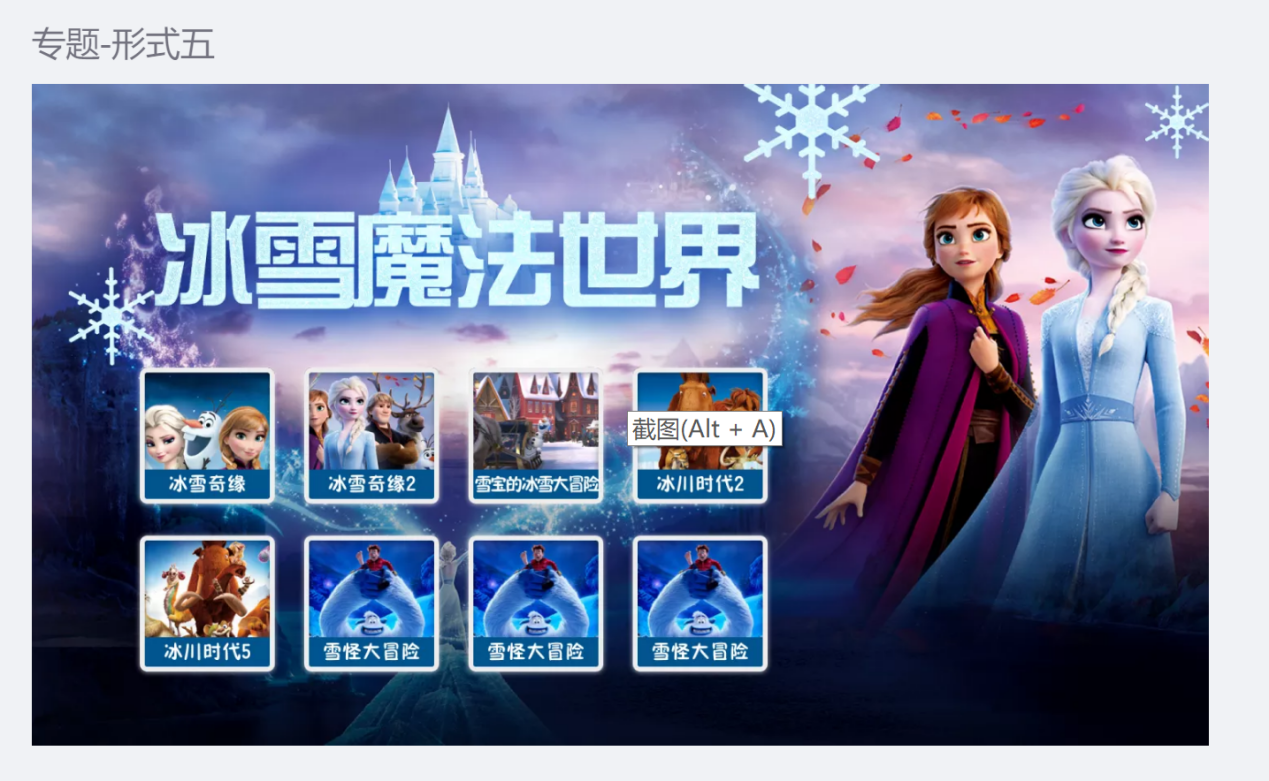 专题-形式五
冰雪魔法世界
冰雪奇缘
冰雪奇缘2
雪宝的冰雪大冒险
冰川时代2
截图(Alt + A)
冰川时代5
雪怪大冒险
雪怪大冒险
雪怪大冒险